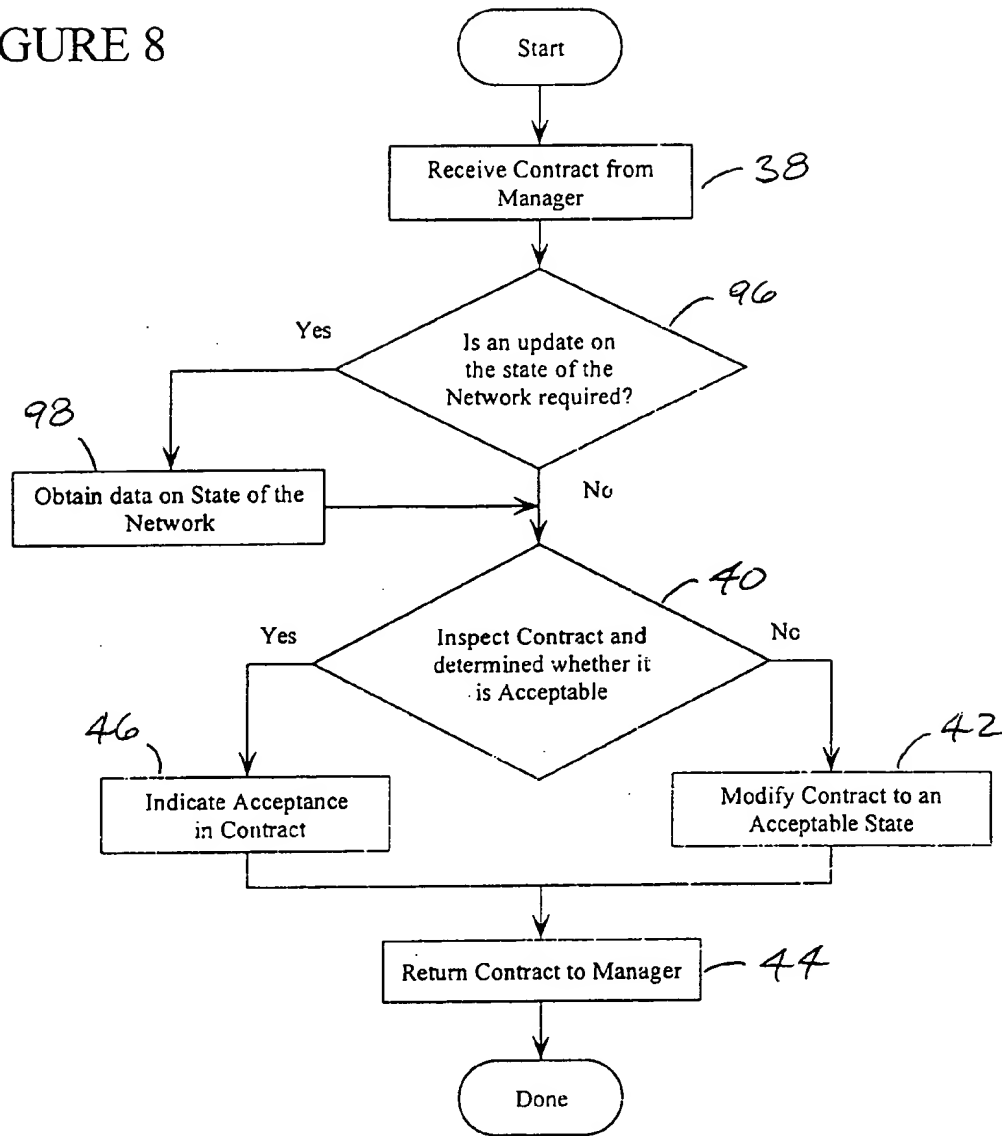 GURE 8
Start
Receive Contract from
Manager
38
96
Yes
Is an update on
the state of the
Network required?
98
No
Obtain data on State of the
Network
40
Yes
Inspect Contract and
determined whether it
is Acceptable
No
46
42
Indicate Acceptance
in Contract
Modify Contract to an
Acceptable State
Return Contract to Manager
44
Done